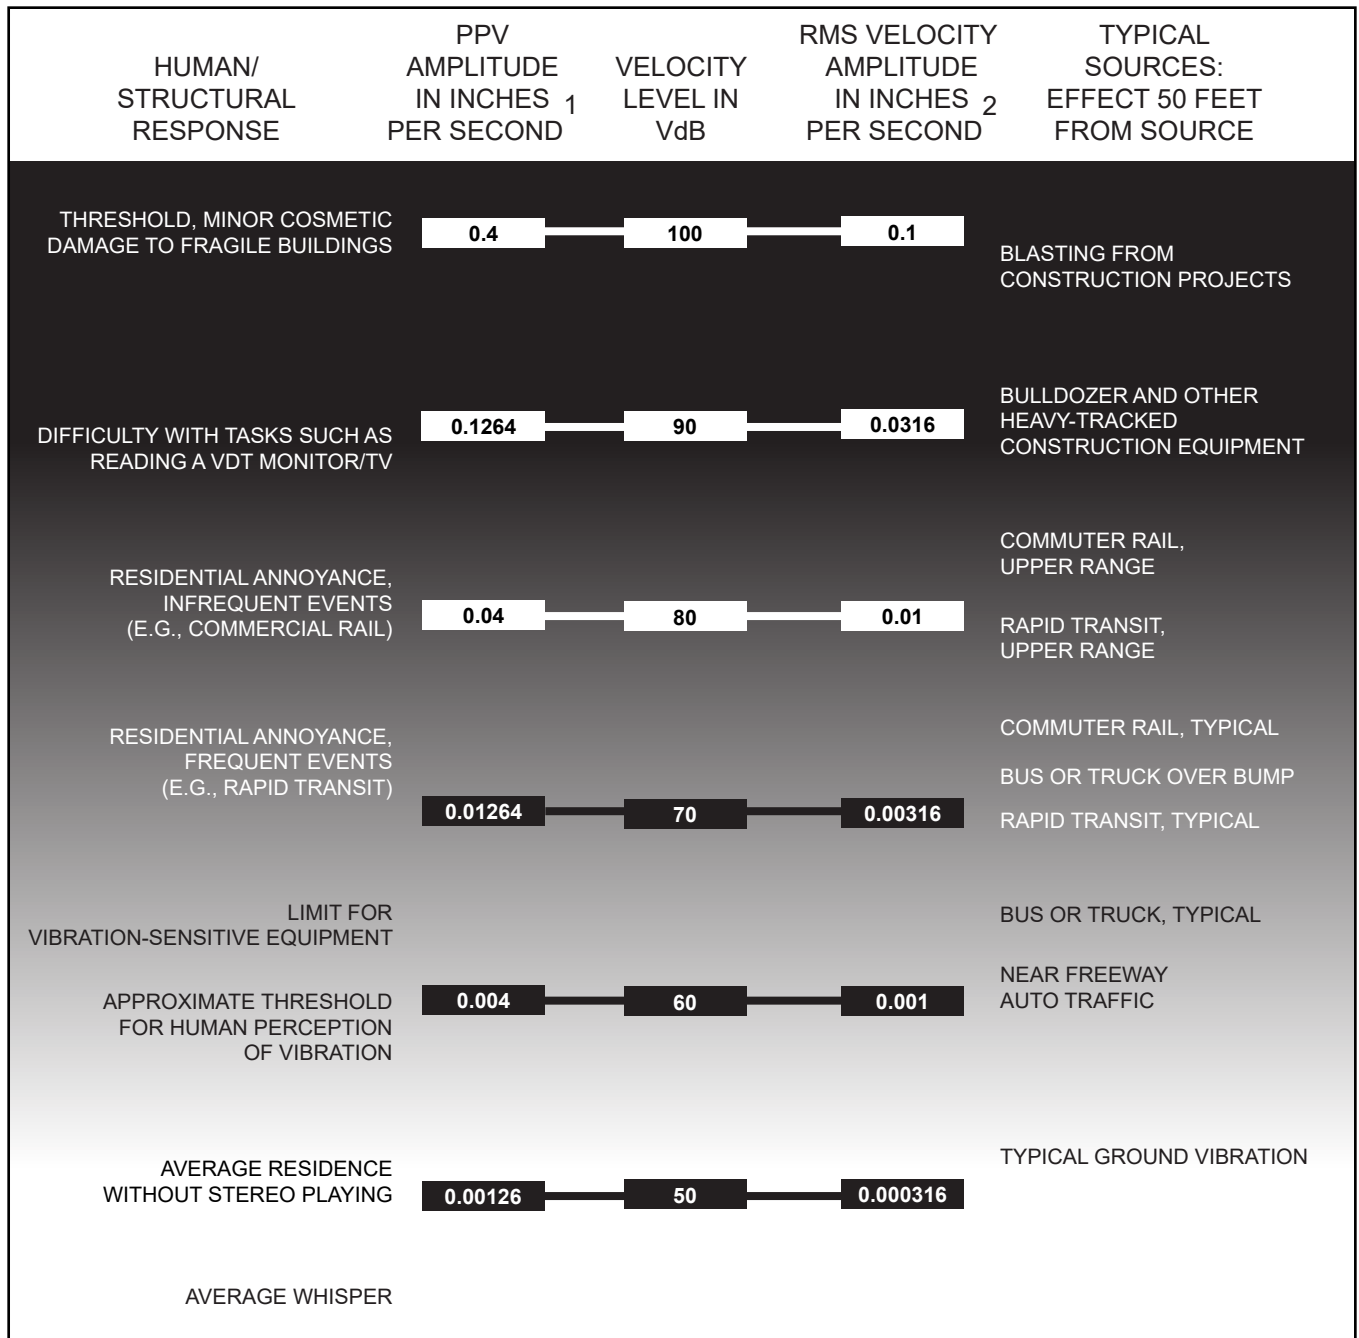 HUMAN/
STRUCTURAL
RESPONSE
PPV
AMPLITUDE
IN INCHES 1
PER SECOND
VELOCITY
LEVEL IN
VdB
RMS VELOCITY
AMPLITUDE
IN INCHES 2
PER SECOND
TYPICAL
SOURCES:
EFFECT 50 FEET
FROM SOURCE
THRESHOLD, MINOR COSMETIC
DAMAGE TO FRAGILE BUILDINGS
0.4 100 0.1
BLASTING FROM
CONSTRUCTION PROJECTS
DIFFICULTY WITH TASKS SUCH AS
READING A VDT MONITOR/TV
0.1264 90 0.0316
BULLDOZER AND OTHER
HEAVY-TRACKED
CONSTRUCTION EQUIPMENT
COMMUTER RAIL,
UPPER RANGE
RESIDENTIAL ANNOYANCE,
INFREQUENT EVENTS
(E.G., COMMERCIAL RAIL)
0.04 80 0.01
RAPID TRANSIT,
UPPER RANGE
RESIDENTIAL ANNOYANCE,
FREQUENT EVENTS
(E.G., RAPID TRANSIT)
COMMUTER RAIL, TYPICAL
BUS OR TRUCK OVER BUMP
0.01264 70 0.00316
RAPID TRANSIT, TYPICAL
LIMIT FOR
VIBRATION-SENSITIVE EQUIPMENT
BUS OR TRUCK, TYPICAL
APPROXIMATE THRESHOLD
FOR HUMAN PERCEPTION
OF VIBRATION
0.004 60 0.001
NEAR FREEWAY
AUTO TRAFFIC
AVERAGE RESIDENCE
WITHOUT STEREO PLAYING
0.00126 50 0.000316
TYPICAL GROUND VIBRATION
AVERAGE WHISPER